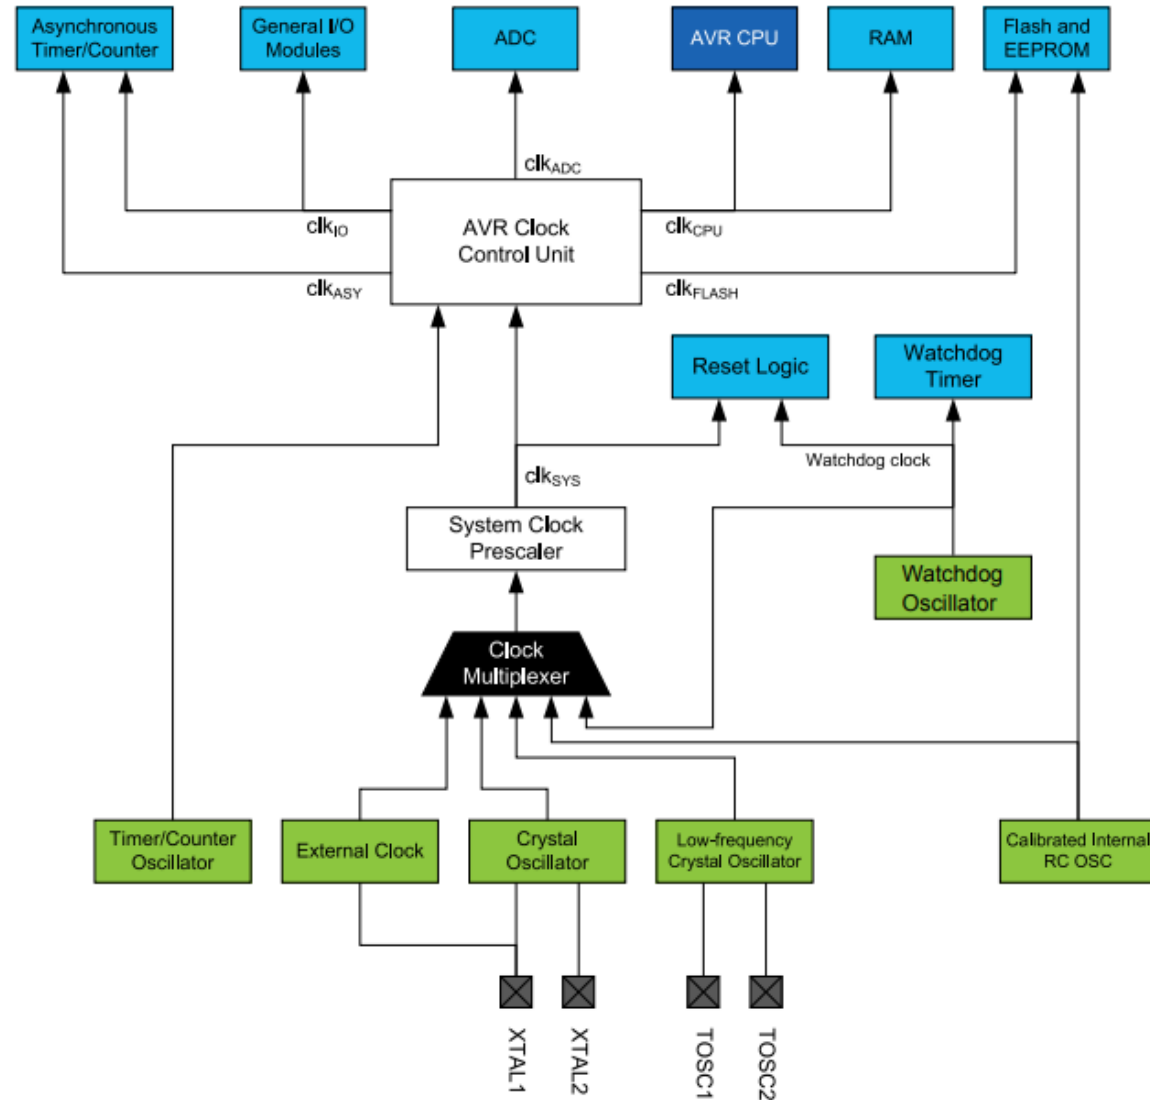 Asynchronous
Timer/Counter
General I/O
Modules
ADC
AVR CPU
RAM
Flash and
EEPROM
clkADC
AVR Clock
Control Unit
clkIO
clkCPU
clkASY
clkFLASH
Reset Logic
Watchdog
Timer
Watchdog clock
clkSYS
System Clock
Prescaler
Watchdog
Oscillator
Clock
Multiplexer
Timer/Counter
Oscillator
External Clock
Crystal
Oscillator
Low-frequency
Crystal Oscillator
Calibrated Internal
RC OSC
XTAL1
XTAL2
TOSC1
TOSC2